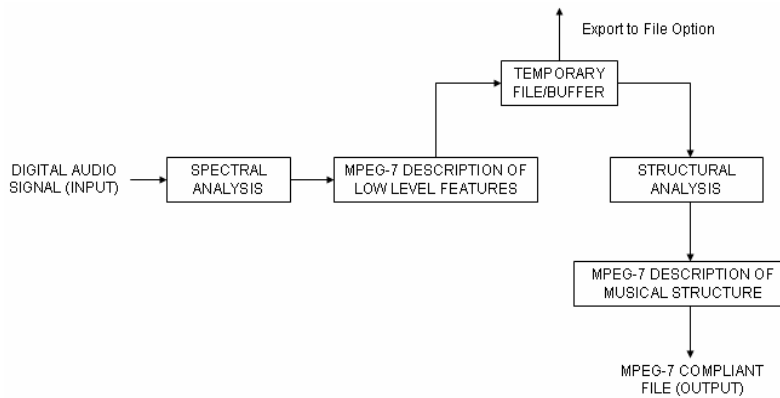 Export to File Option
TEMPORARY
FILE/BUFFER
DIGITAL AUDIO
SIGNAL (INPUT)
SPECTRAL
ANALYSIS
MPEG-7 DESCRIPTION OF
LOW LEVEL FEATURES
STRUCTURAL
ANALYSIS
MPEG-7 DESCRIPTION OF
MUSICAL STRUCTURE
MPEG-7 COMPLIANT
FILE (OUTPUT)